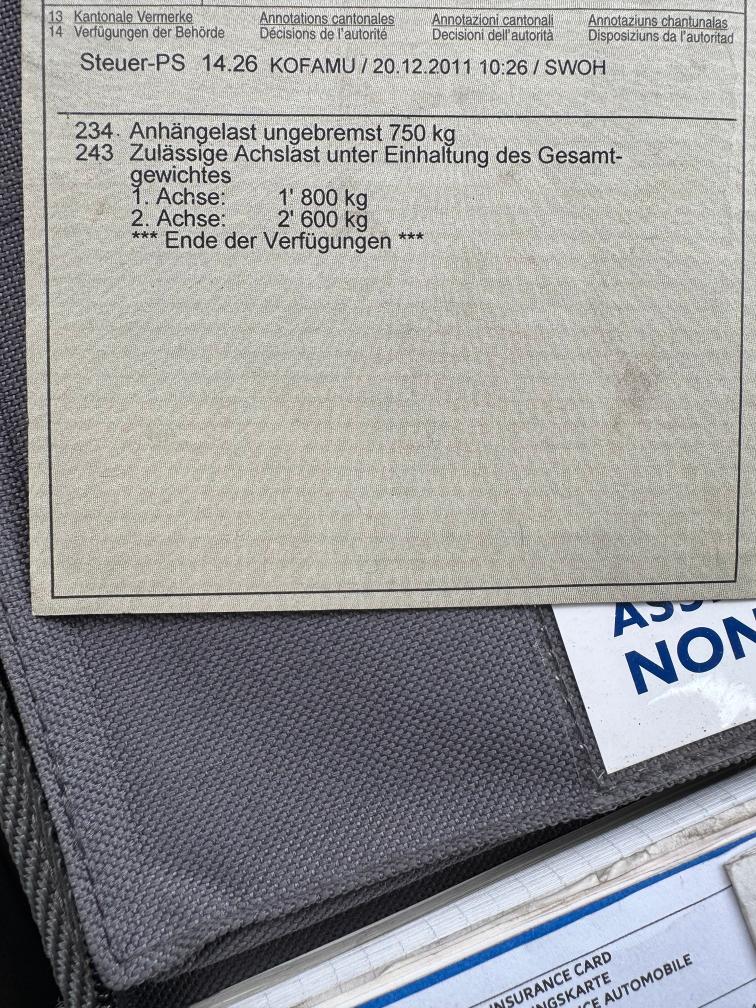 13 Kantonale Vermerke Annotations cantonales Annotazioni cantonali Annotaziuns chantunalas
14 Verfügungen der Behörde Décisions de l'autorité Decisioni dell'autorità Disposiziuns da l'autoritad
Steuer-PS 14.26 KOFAMU / 20.12.2011 10:26 / SWOH
234. Anhängelast ungebremst 750 kg
243 Zulässige Achslast unter Einhaltung des Gesamt-
gewichtes
1. Achse: 1' 800 kg
2. Achse: 2' 600 kg
*** Ende der Verfügungen ***
NON
INSURANCE CARD
AUTOMOBILE